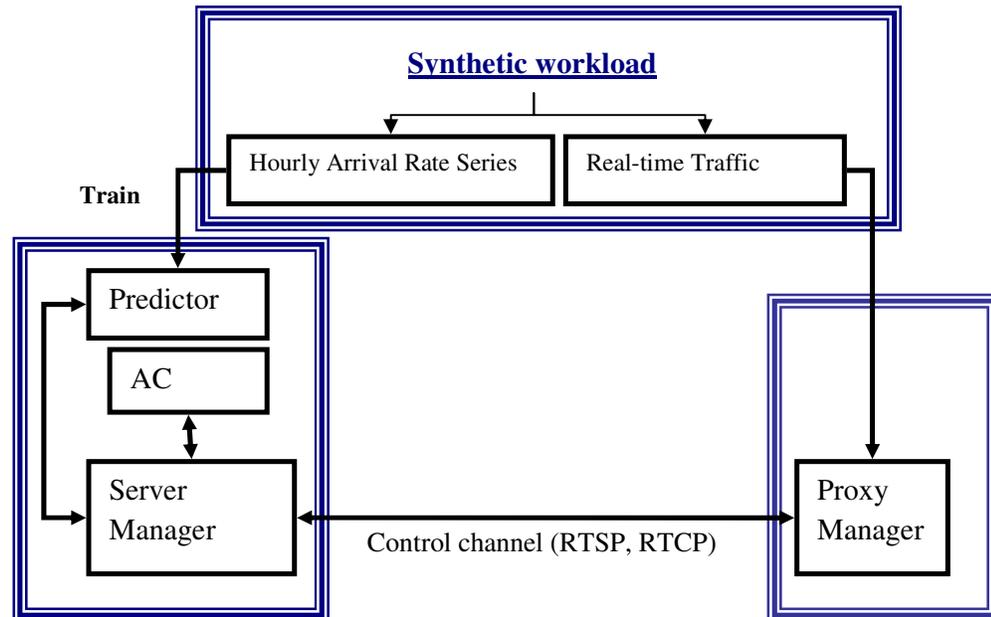 Synthetic workload
Hourly Arrival Rate Series
Real-time Traffic
Train
Predictor
AC
Server
Manager
Proxy
Manager
Control channel (RTSP, RTCP)